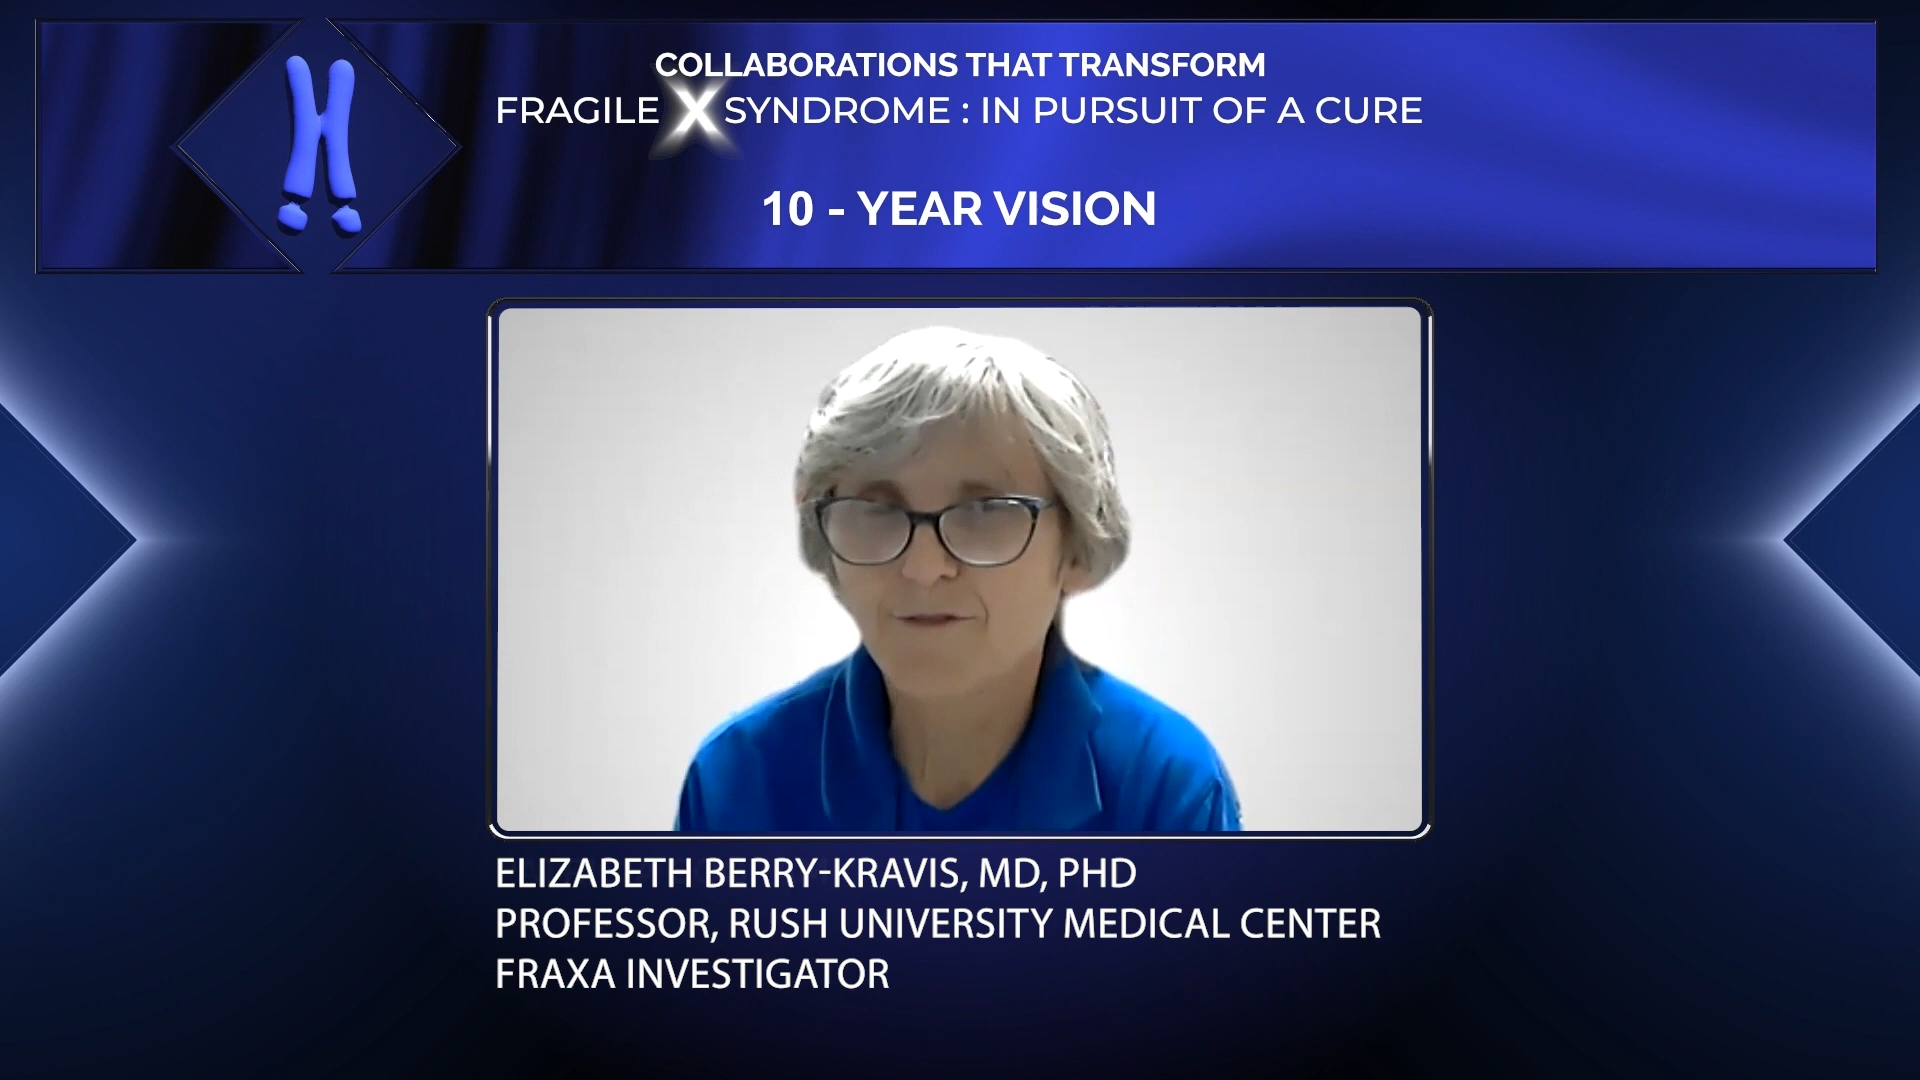 COLLABORATIONS THAT TRANSFORM
FRAGILE X SYNDROME : IN PURSUIT OF A CURE
10 - YEAR VISION
ELIZABETH BERRY-KRAVIS, MD, PHD
PROFESSOR, RUSH UNIVERSITY MEDICAL CENTER
FRAXA INVESTIGATOR